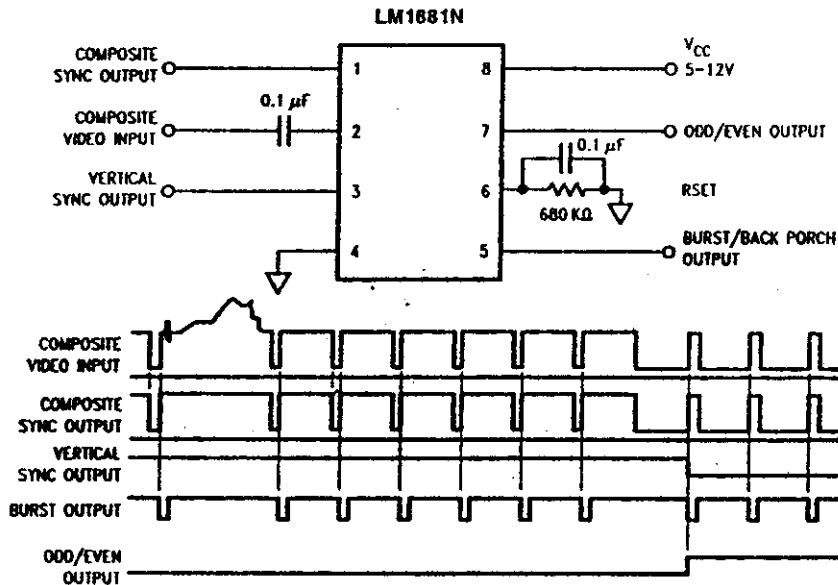 LM1881N
COMPOSITE
SYNC OUTPUT
1
8
VCC
5-12V
0.1 μF
COMPOSITE
VIDEO INPUT
2
7
ODD/EVEN OUTPUT
0.1 μF
VERTICAL
SYNC OUTPUT
3
6
RSET
680 KΩ
4
5
BURST/BACK PORCH
OUTPUT
COMPOSITE
VIDEO INPUT
COMPOSITE
SYNC OUTPUT
VERTICAL
SYNC OUTPUT
BURST OUTPUT
ODD/EVEN
OUTPUT